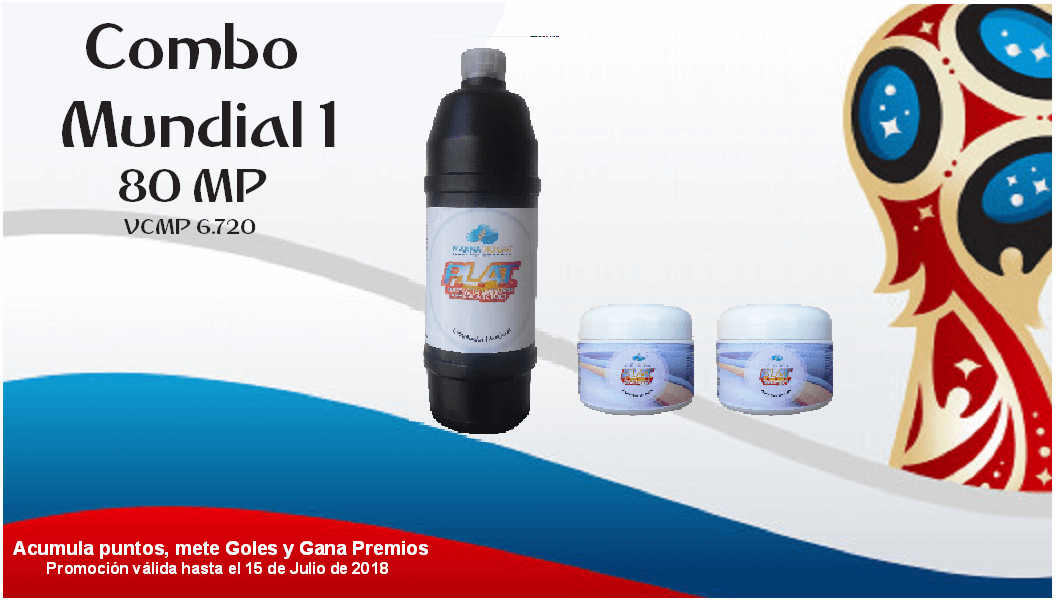 Combo
Mundial 1
80 MP
VCMP 6.720
FLAT
FLAT
FLAT
Acumula puntos, mete Goles y Gana Premios
Promoción válida hasta el 15 de Julio de 2018